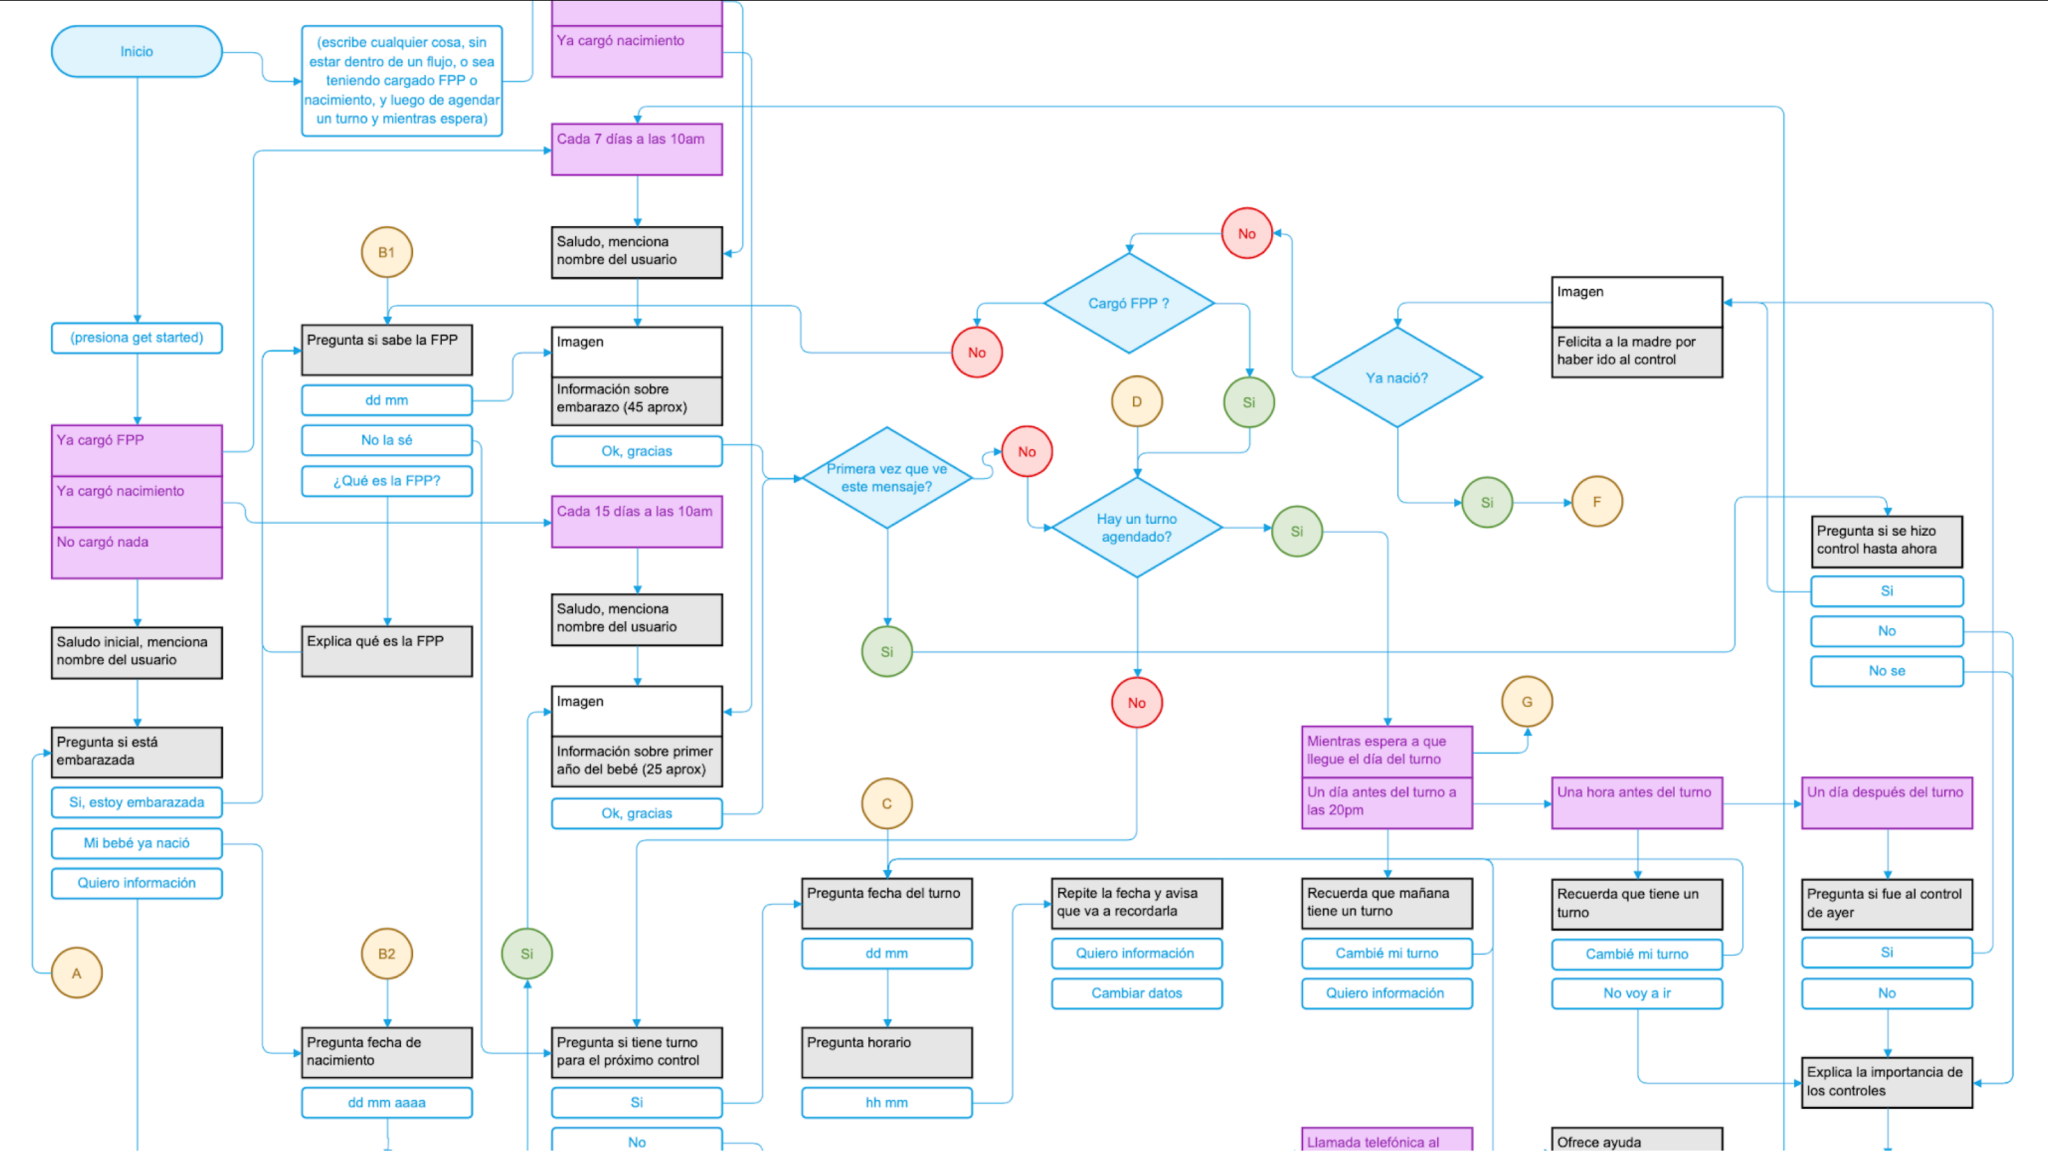 Inicio
(escribe cualquier cosa, sin
estar dentro de un flujo, o sea
teniendo cargado FPP o
nacimiento, y luego de agendar
un turno y mientras espera)
Ya cargó nacimiento
Cada 7 días a las 10am
Saludo, menciona
nombre del usuario
B1
No
Cargó FPP ?
No
Si
Imagen
Felicita a la madre por
haber ido al control
Ya nació?
Si
F
(presiona get started)
Pregunta si sabe la FPP
dd mm
No la sé
¿Qué es la FPP?
Explica qué es la FPP
Imagen
Información sobre
embarazo (45 aprox)
Ok, gracias
Ya cargó FPP
Ya cargó nacimiento
No cargó nada
Cada 15 días a las 10am
Saludo, menciona
nombre del usuario
Imagen
Información sobre primer
año del bebé (25 aprox)
Ok, gracias
Primera vez que ve
este mensaje?
No
Si
D
Hay un turno
agendado?
Si
No
Pregunta si se hizo
control hasta ahora
Si
No
No se
Saludo inicial, menciona
nombre del usuario
Pregunta si está
embarazada
Si, estoy embarazada
Mi bebé ya nació
Quiero información
A
B2
Pregunta fecha de
nacimiento
dd mm aaaa
Si
Pregunta si tiene turno
para el próximo control
Si
No
C
Pregunta fecha del turno
dd mm
Pregunta horario
hh mm
Repite la fecha y avisa
que va a recordarla
Quiero información
Cambiar datos
G
Mientras espera a que
llegue el día del turno
Un día antes del turno a
las 20pm
Una hora antes del turno
Un día después del turno
Recuerda que mañana
tiene un turno
Cambié mi turno
Quiero información
Recuerda que tiene un
turno
Cambié mi turno
No voy a ir
Pregunta si fue al control
de ayer
Si
No
Explica la importancia de
los controles
Llamada telefónica al
Ofrece ayuda